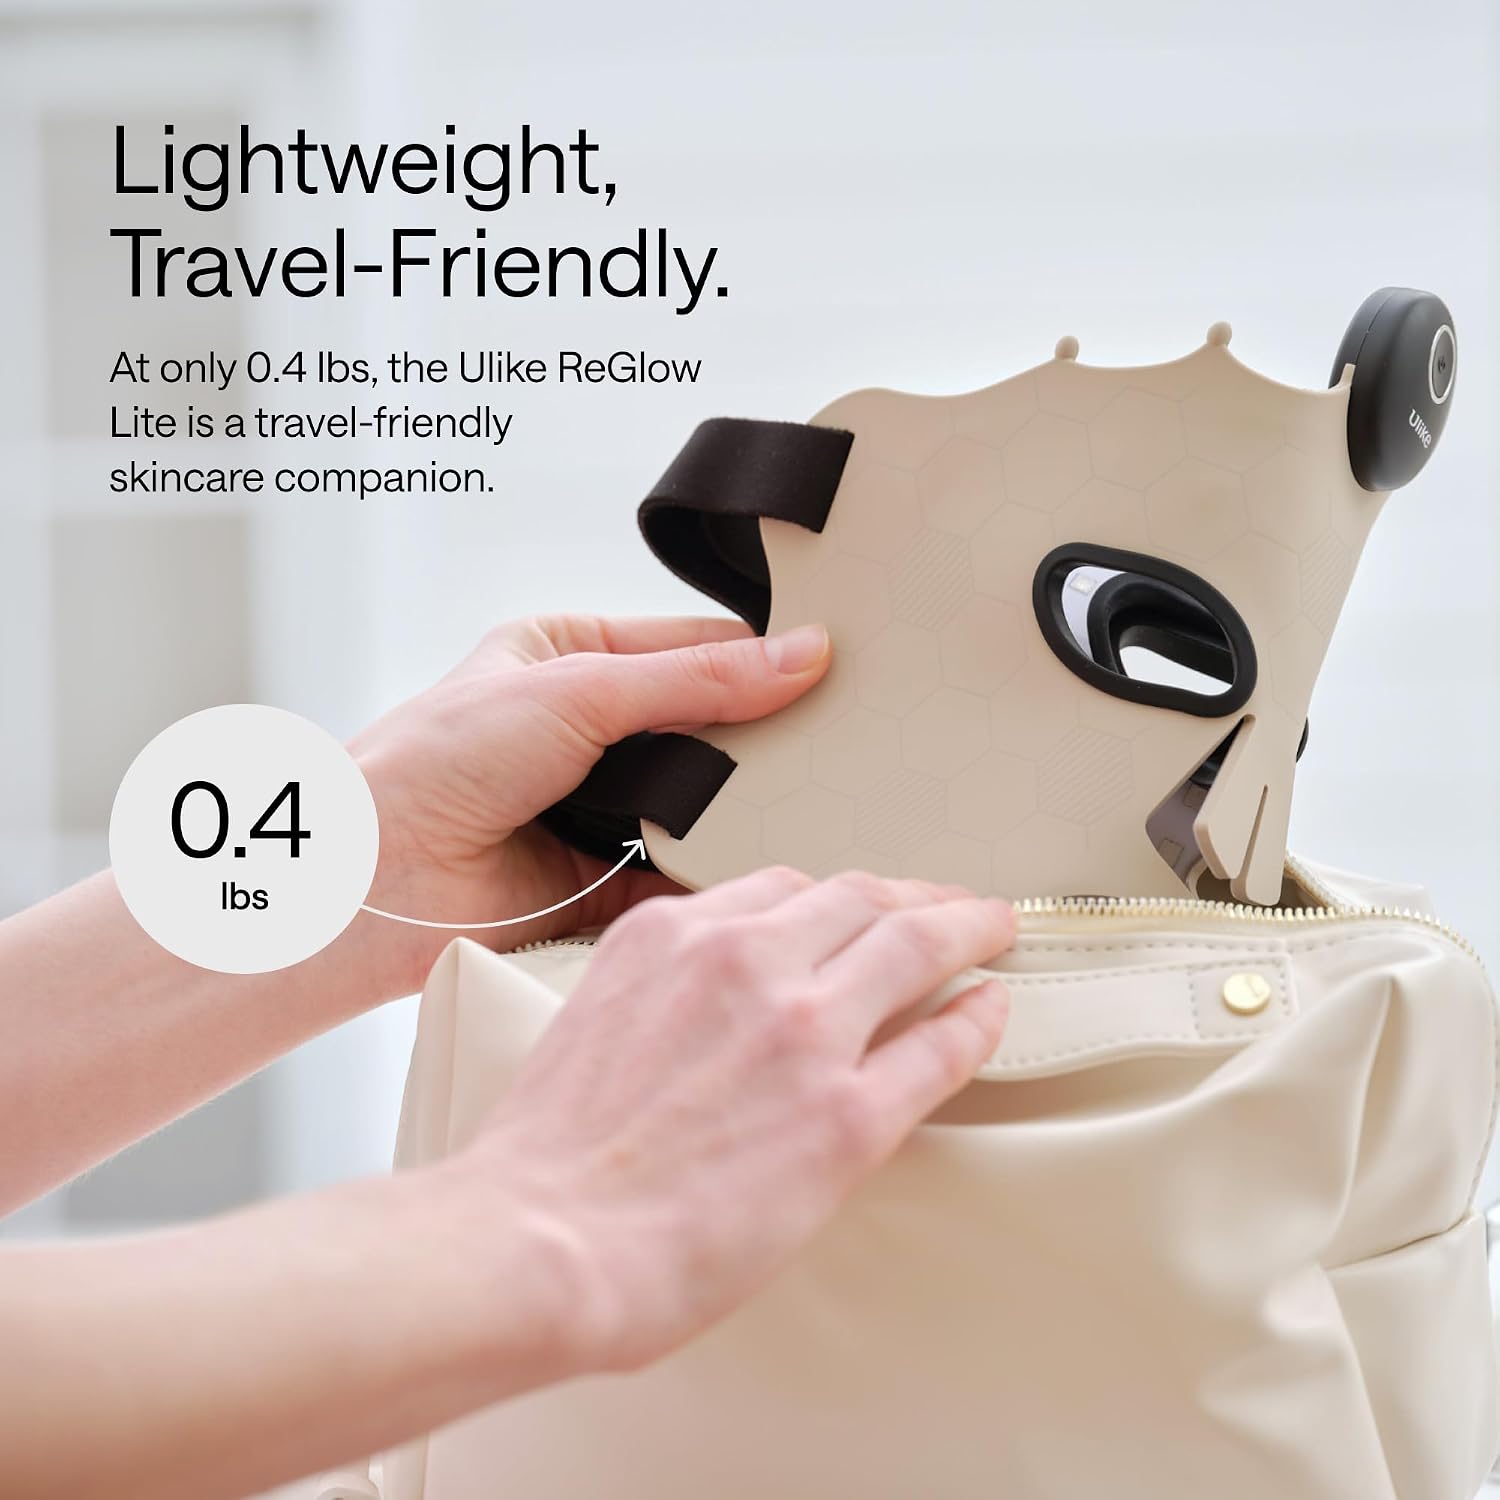 Lightweight,
Travel-Friendly.
At only 0.4 lbs, the Ulike ReGlow
Lite is a travel-friendly
skincare companion.
Ulike
0.4
lbs